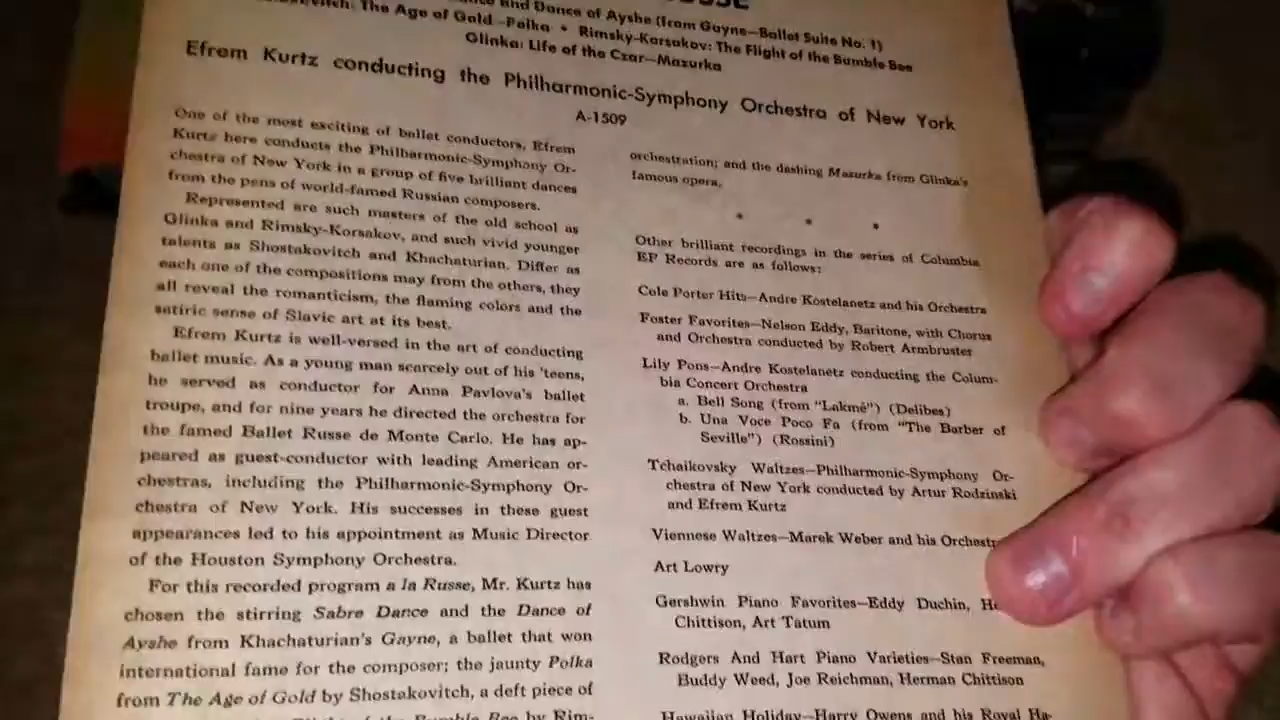 and Dance of Ayshe (from Gayne—Ballet Suite No. 1)
The Age of Gold—Polka • Rimsky-Korsakov: The Flight of the Bumble Bee
Glinka: Life of the Czar—Mazurka
Efrem Kurtz conducting the Philharmonic-Symphony Orchestra of New York
A-1509
One of the most exciting of ballet conductors, Efrem
Kurtz here conducts the Philharmonic-Symphony Or-
chestra of New York in a group of five brilliant dances
from the pens of world-famed Russian composers.
Represented are such masters of the old school as
Glinka and Rimsky-Korsakov, and such vivid younger
talents as Shostakovitch and Khachaturian. Differ as
each one of the compositions may from the others, they
all reveal the romanticism, the flaming colors and the
satiric sense of Slavic art at its best.
Efrem Kurtz is well-versed in the art of conducting
ballet music. As a young man scarcely out of his 'teens,
he served as conductor for Anna Pavlova's ballet
troupe, and for nine years he directed the orchestra for
the famed Ballet Russe de Monte Carlo. He has ap-
peared as guest-conductor with leading American or-
chestras, including the Philharmonic-Symphony Or-
chestra of New York. His successes in these guest
appearances led to his appointment as Music Director
of the Houston Symphony Orchestra.
For this recorded program a la Russe, Mr. Kurtz has
chosen the stirring Sabre Dance and the Dance of
Ayshe from Khachaturian's Gayne, a ballet that won
international fame for the composer; the jaunty Polka
from The Age of Gold by Shostakovitch, a deft piece of
Flight of the Bumble Bee by Rim-
orchestration; and the dashing Mazurka from Glinka's
famous opera.
• • •
Other brilliant recordings in the series of Columbia
EP Records are as follows:
Cole Porter Hits—Andre Kostelanetz and his Orchestra
Foster Favorites—Nelson Eddy, Baritone, with Chorus
and Orchestra conducted by Robert Armbruster
Lily Pons—Andre Kostelanetz conducting the Colum-
bia Concert Orchestra
a. Bell Song (from "Lakmé") (Delibes)
b. Una Voce Poco Fa (from "The Barber of
Seville") (Rossini)
Tchaikovsky Waltzes—Philharmonic-Symphony Or-
chestra of New York conducted by Artur Rodzinski
and Efrem Kurtz
Viennese Waltzes—Marek Weber and his Orchestr
Art Lowry
Gershwin Piano Favorites—Eddy Duchin, He
Chittison, Art Tatum
Rodgers And Hart Piano Varieties—Stan Freeman,
Buddy Weed, Joe Reichman, Herman Chittison
Hawaiian Holiday—Harry Owens and his Royal Ha-